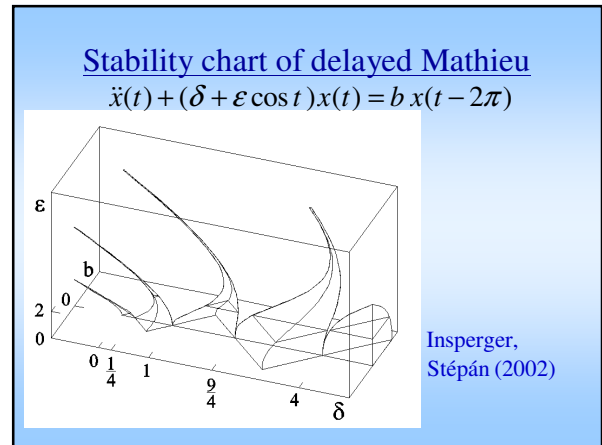 Stability chart of delayed Mathieu
ẍ(t) + (δ + ε cos t) x(t) = b x(t − 2π)
ε
b
2 0
0
0 1/4 1 9/4 4 δ
Insperger,
Stépán (2002)